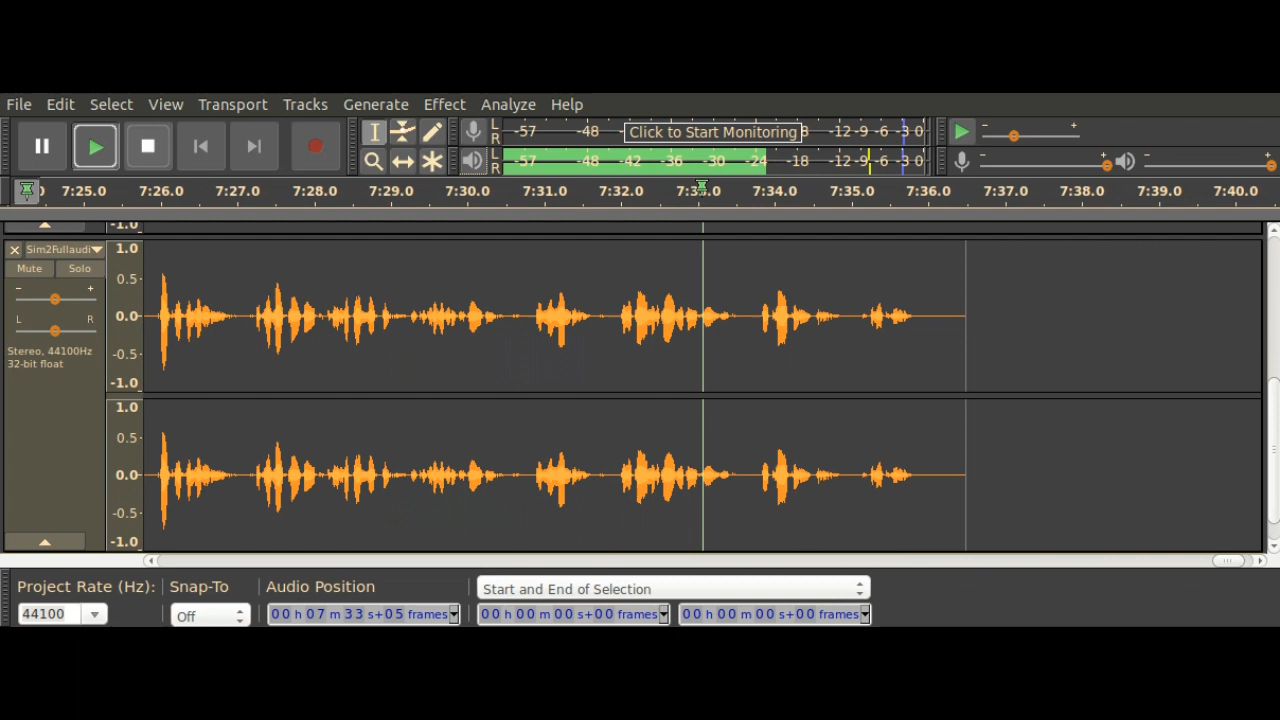 File Edit Select View Transport Tracks Generate Effect Analyze Help
L R -57 -48 Click to Start Monitoring 8 -12 -9 -6 -3 0 - +
L R -57 -48 -42 -36 -30 -24 -18 -12 -9 -6 -3 0 - + - +
7:25.0 7:26.0 7:27.0 7:28.0 7:29.0 7:30.0 7:31.0 7:32.0 7:33.0 7:34.0 7:35.0 7:36.0 7:37.0 7:38.0 7:39.0 7:40.0
-1.0
Sim2Fullaudi 1.0
Mute Solo
- + 0.5
L R 0.0
Stereo, 44100Hz -0.5
32-bit float
-1.0
1.0
0.5
0.0
-0.5
-1.0
Project Rate (Hz): Snap-To Audio Position Start and End of Selection
44100 Off 00 h 07 m 33 s+05 frames 00 h 00 m 00 s+00 frames 00 h 00 m 00 s+00 frames